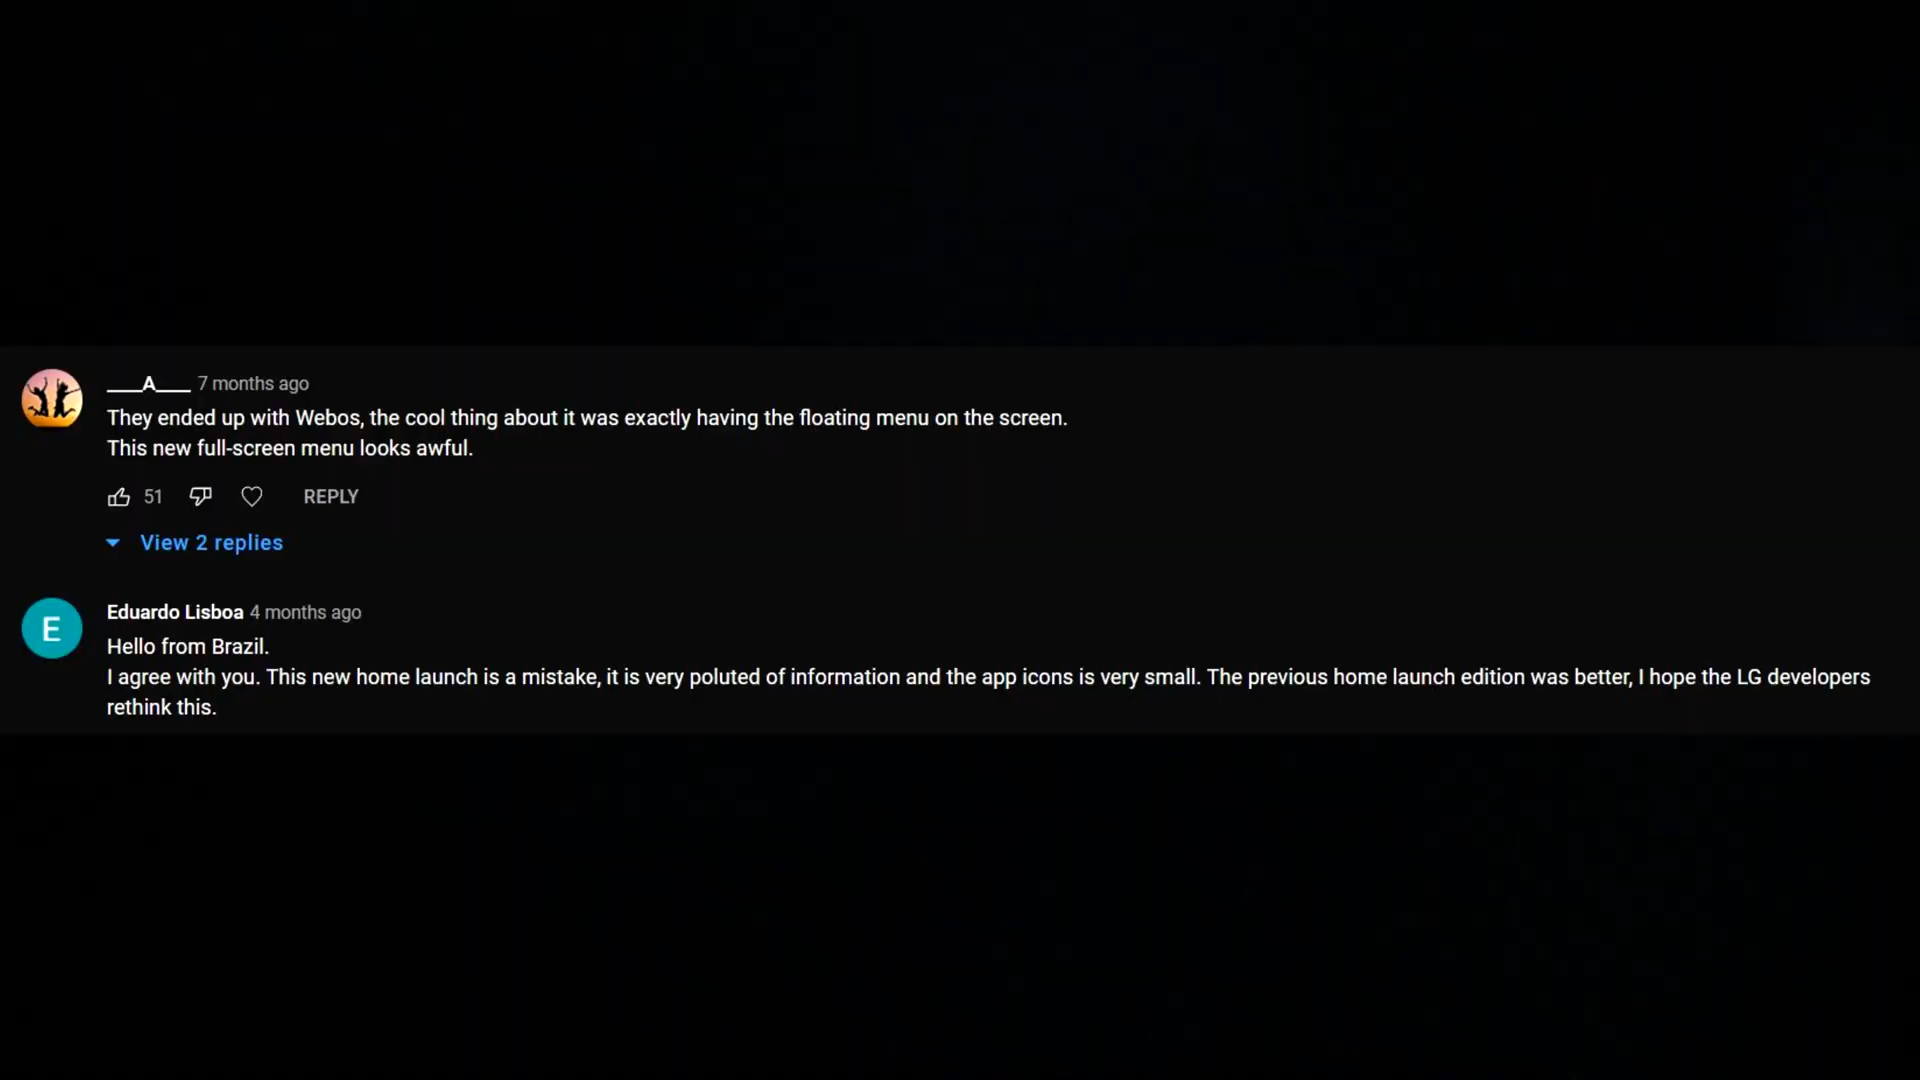 ____A____ 7 months ago
They ended up with Webos, the cool thing about it was exactly having the floating menu on the screen.
This new full-screen menu looks awful.
51 REPLY
View 2 replies
E
Eduardo Lisboa 4 months ago
Hello from Brazil.
I agree with you. This new home launch is a mistake, it is very poluted of information and the app icons is very small. The previous home launch edition was better, I hope the LG developers
rethink this.